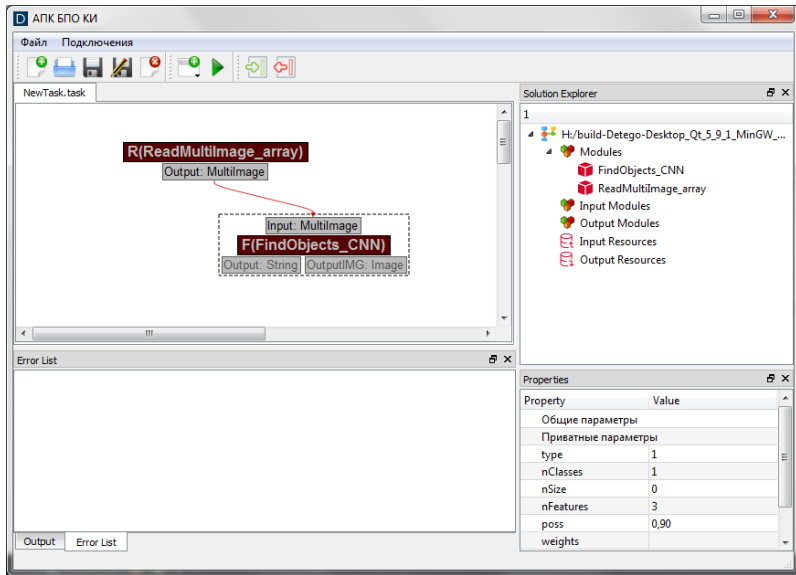 АПК БПО КИ
Файл Подключения
NewTask.task
R(ReadMultiImage_array)
Output: MultiImage
Input: MultiImage
F(FindObjects_CNN)
Output: String OutputIMG: Image
Solution Explorer
1
H:/build-Detego-Desktop_Qt_5_9_1_MinGW_...
Modules
FindObjects_CNN
ReadMultiImage_array
Input Modules
Output Modules
Input Resources
Output Resources
Error List
Output Error List
Properties
Property Value
Общие параметры
Приватные параметры
type 1
nClasses 1
nSize 0
nFeatures 3
poss 0,90
weights